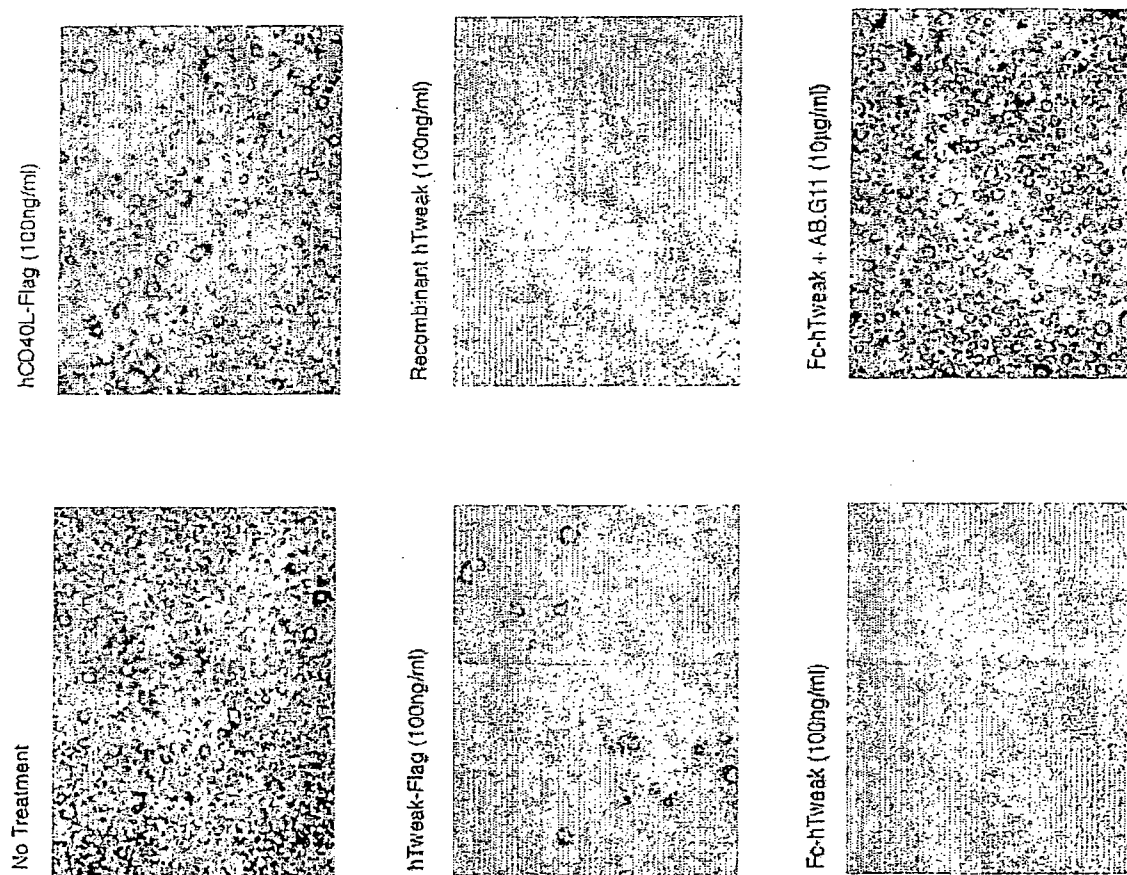 No Treatment
hCD40L-Flag (100ng/ml)
hTweak-Flag (100ng/ml)
Recombinant hTweak (100ng/ml)
Fc-hTweak (100ng/ml)
Fc-hTweak + AB.G11 (10µg/ml)